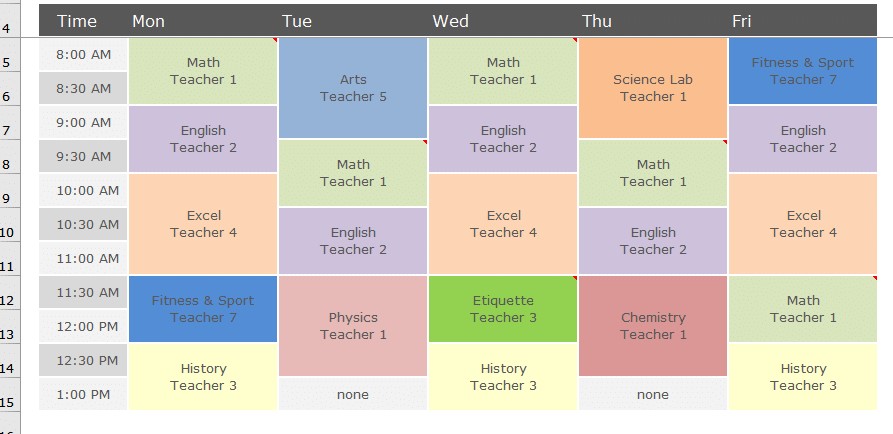 4 Time Mon Tue Wed Thu Fri
5 8:00 AM
Math
Teacher 1
Arts
Teacher 5
Math
Teacher 1
Science Lab
Teacher 1
Fitness & Sport
Teacher 7
6 8:30 AM
7 9:00 AM
English
Teacher 2
English
Teacher 2
English
Teacher 2
8 9:30 AM
Math
Teacher 1
Math
Teacher 1
9 10:00 AM
Excel
Teacher 4
Excel
Teacher 4
Excel
Teacher 4
10 10:30 AM
English
Teacher 2
English
Teacher 2
11 11:00 AM
12 11:30 AM
Fitness & Sport
Teacher 7
Physics
Teacher 1
Etiquette
Teacher 3
Chemistry
Teacher 1
Math
Teacher 1
13 12:00 PM
14 12:30 PM
History
Teacher 3
History
Teacher 3
History
Teacher 3
15 1:00 PM
none
none